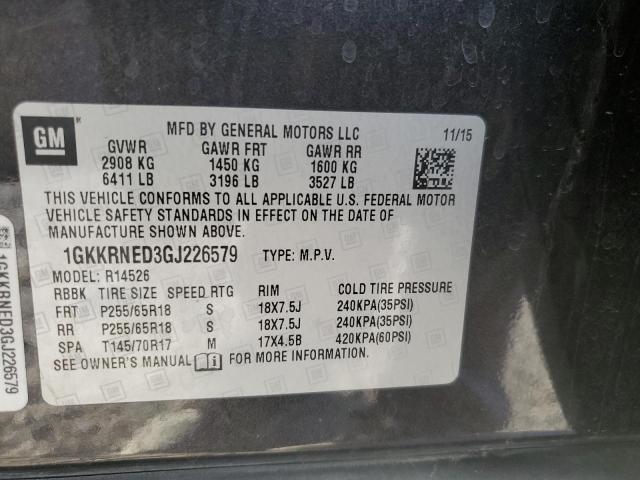 GM
MFD BY GENERAL MOTORS LLC 11/15
GVWR GAWR FRT GAWR RR
2908 KG 1450 KG 1600 KG
6411 LB 3196 LB 3527 LB
THIS VEHICLE CONFORMS TO ALL APPLICABLE U.S. FEDERAL MOTOR
VEHICLE SAFETY STANDARDS IN EFFECT ON THE DATE OF
MANUFACTURE SHOWN ABOVE.
1GKKRNED3GJ226579 TYPE: M.P.V.
MODEL: R14526
RBBK TIRE SIZE SPEED RTG RIM COLD TIRE PRESSURE
FRT P255/65R18 S 18X7.5J 240KPA(35PSI)
RR P255/65R18 S 18X7.5J 240KPA(35PSI)
SPA T145/70R17 M 17X4.5B 420KPA(60PSI)
SEE OWNER'S MANUAL FOR MORE INFORMATION.
1GKKRNED3GJ226579